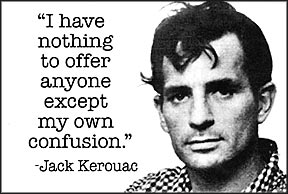 “I have
nothing
to offer
anyone
except
my own
confusion.”
-Jack Kerouac